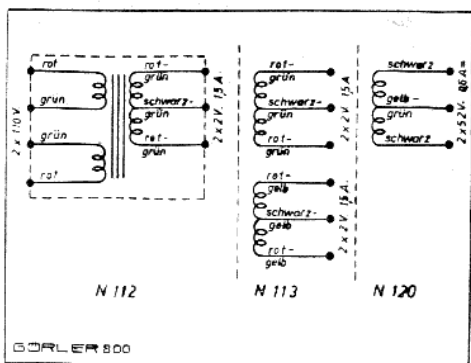 rot
grün
grün
rot
2 x 110 V
rot-
grün
schwarz-
grün
rot-
grün
2 x 2 V. 1,5 A.
N 112
rot-
grün
schwarz-
grün
rot-
grün
2 x 2 V. 1,5 A
rot-
gelb
schwarz-
gelb
rot-
gelb
2 x 2 V. 1,5 A.
N 113
schwarz
gelb-
grün
schwarz
2 x 5,2 V. 0,6 A=
N 120
GÖRLER 800